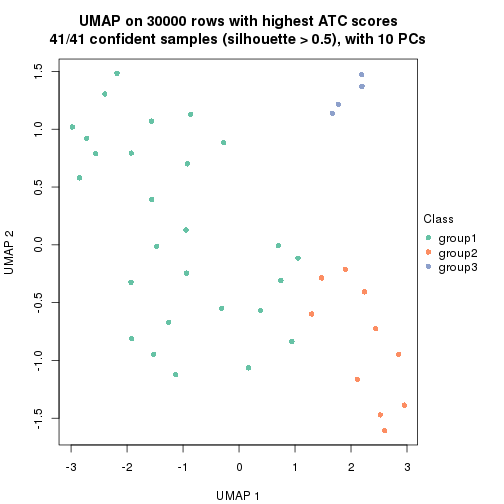 UMAP on 30000 rows with highest ATC scores
41/41 confident samples (silhouette > 0.5), with 10 PCs
1.5
1.0
0.5
0.0
-0.5
-1.0
-1.5
UMAP 2
-3 -2 -1 0 1 2 3
UMAP 1
Class
group1
group2
group3